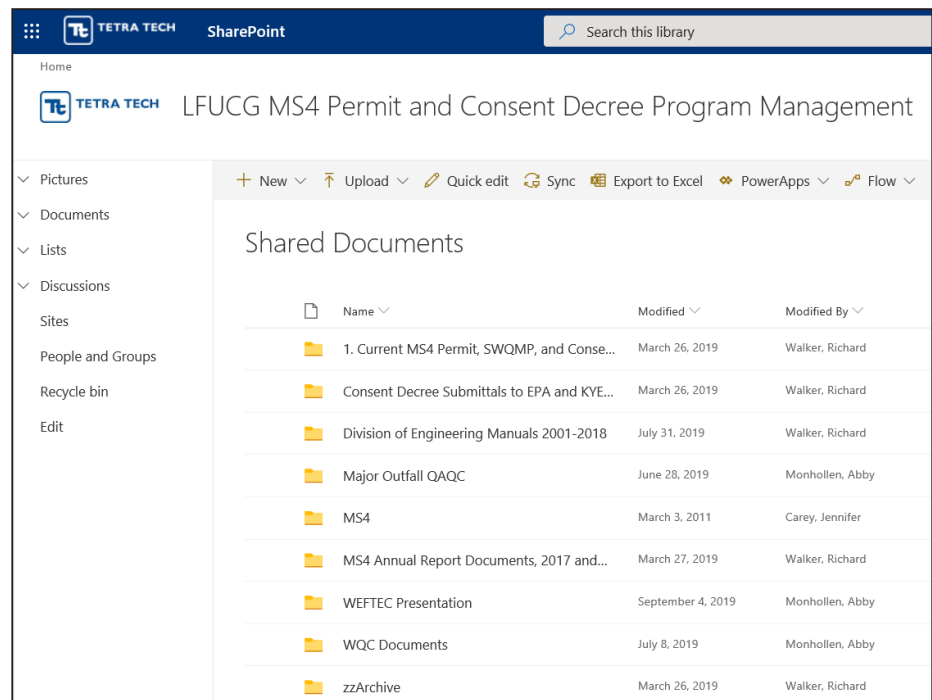 TETRA TECH SharePoint Search this library
Home
TETRA TECH LFUCG MS4 Permit and Consent Decree Program Management
Pictures
Documents
Lists
Discussions
Sites
People and Groups
Recycle bin
Edit
New Upload Quick edit Sync Export to Excel PowerApps Flow
Shared Documents
Name Modified Modified By
1. Current MS4 Permit, SWQMP, and Conse... March 26, 2019 Walker, Richard
Consent Decree Submittals to EPA and KYE... March 26, 2019 Walker, Richard
Division of Engineering Manuals 2001-2018 July 31, 2019 Walker, Richard
Major Outfall QAQC June 28, 2019 Monhollen, Abby
MS4 March 3, 2011 Carey, Jennifer
MS4 Annual Report Documents, 2017 and... March 27, 2019 Walker, Richard
WEFTEC Presentation September 4, 2019 Monhollen, Abby
WQC Documents July 8, 2019 Monhollen, Abby
zzArchive March 26, 2019 Walker, Richard